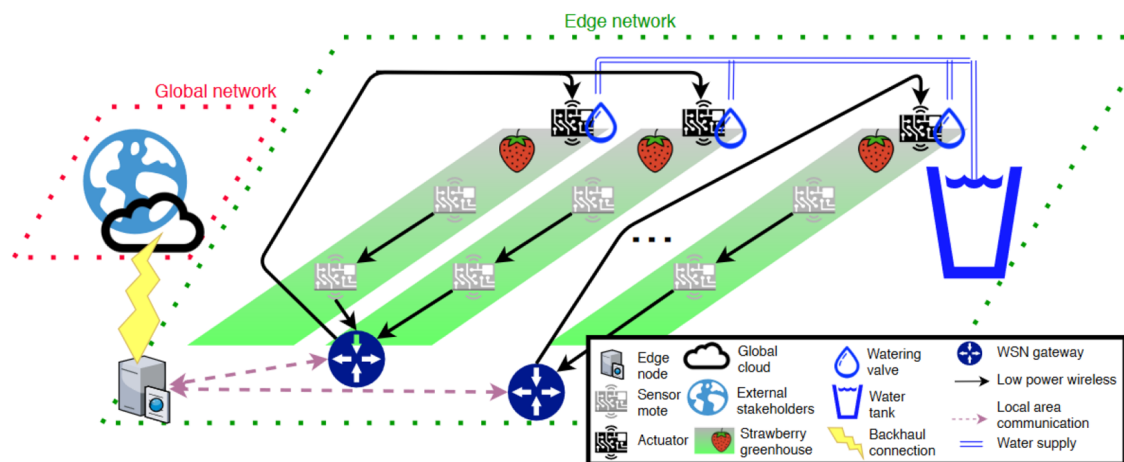 Edge network
Global network
...
Edge
node
Global
cloud
Watering
valve
WSN gateway
Sensor
mote
External
stakeholders
Water
tank
Low power wireless
Local area
communication
Actuator
Strawberry
greenhouse
Backhaul
connection
Water supply